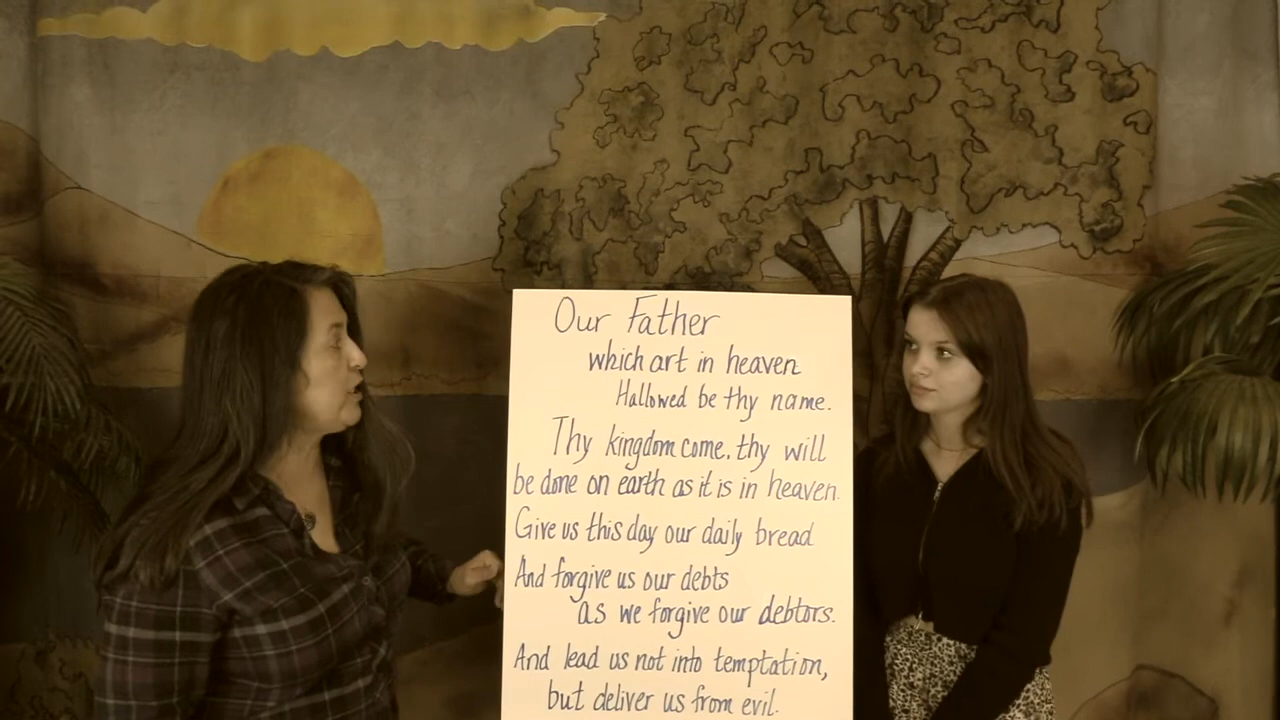 Our Father
which art in heaven
Hallowed be thy name.
Thy kingdom come, thy will
be done on earth as it is in heaven.
Give us this day our daily bread
And forgive us our debts
as we forgive our debtors.
And lead us not into temptation,
but deliver us from evil.